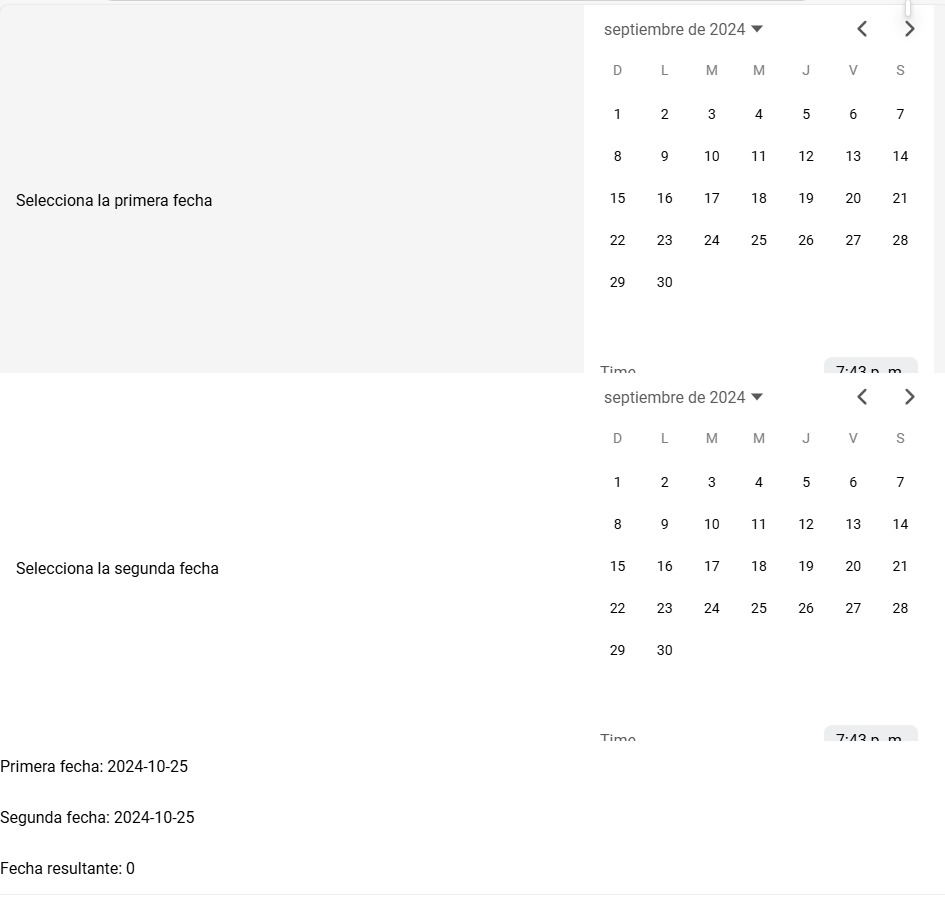 septiembre de 2024
D L M M J V S
1 2 3 4 5 6 7
8 9 10 11 12 13 14
Selecciona la primera fecha
15 16 17 18 19 20 21
22 23 24 25 26 27 28
29 30
Time 7:43 p. m.
septiembre de 2024
D L M M J V S
1 2 3 4 5 6 7
8 9 10 11 12 13 14
Selecciona la segunda fecha
15 16 17 18 19 20 21
22 23 24 25 26 27 28
29 30
Time 7:43 p. m.
Primera fecha: 2024-10-25
Segunda fecha: 2024-10-25
Fecha resultante: 0